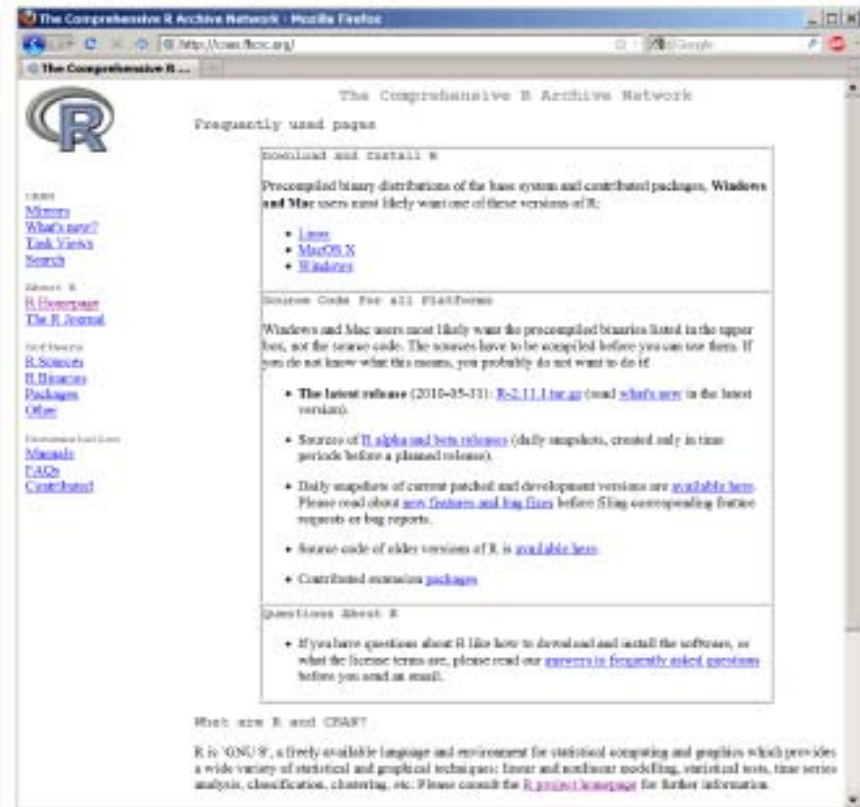 The Comprehensive R Archive Network - Mozilla Firefox
Google
The Comprehensive R ...
R
CRAN
Mirrors
What's new?
Task Views
Search
About R
R Homepage
The R Journal
Software
R Sources
R Binaries
Packages
Other
Documentation
Manuals
FAQs
Contributed
The Comprehensive R Archive Network
Frequently used pages
Download and Install R
Precompiled binary distributions of the base system and contributed packages, Windows
and Mac users most likely want one of these versions of R:
• Linux
• MacOS X
• Windows
Source Code for all Platforms
Windows and Mac users most likely want the precompiled binaries listed in the upper
box, not the source code. The sources have to be compiled before you can use them. If
you do not know what this means, you probably do not want to do it!
• The latest release (2010-05-31): R-2.11.1.tar.gz (read what's new in the latest
version).
• Sources of R alpha and beta releases (daily snapshots, created only in time
periods before a planned release).
• Daily snapshots of current patched and development versions are available here.
Please read about new features and bug fixes before filing corresponding feature
requests or bug reports.
• Source code of older versions of R is available here.
• Contributed extension packages
Questions About R
• If you have questions about R like how to download and install the software, or
what the license terms are, please read our answers to frequently asked questions
before you send an email.
What are R and CRAN?
R is 'GNU S', a freely available language and environment for statistical computing and graphics which provides
a wide variety of statistical and graphical techniques: linear and nonlinear modelling, statistical tests, time series
analysis, classification, clustering, etc. Please consult the R project homepage for further information.